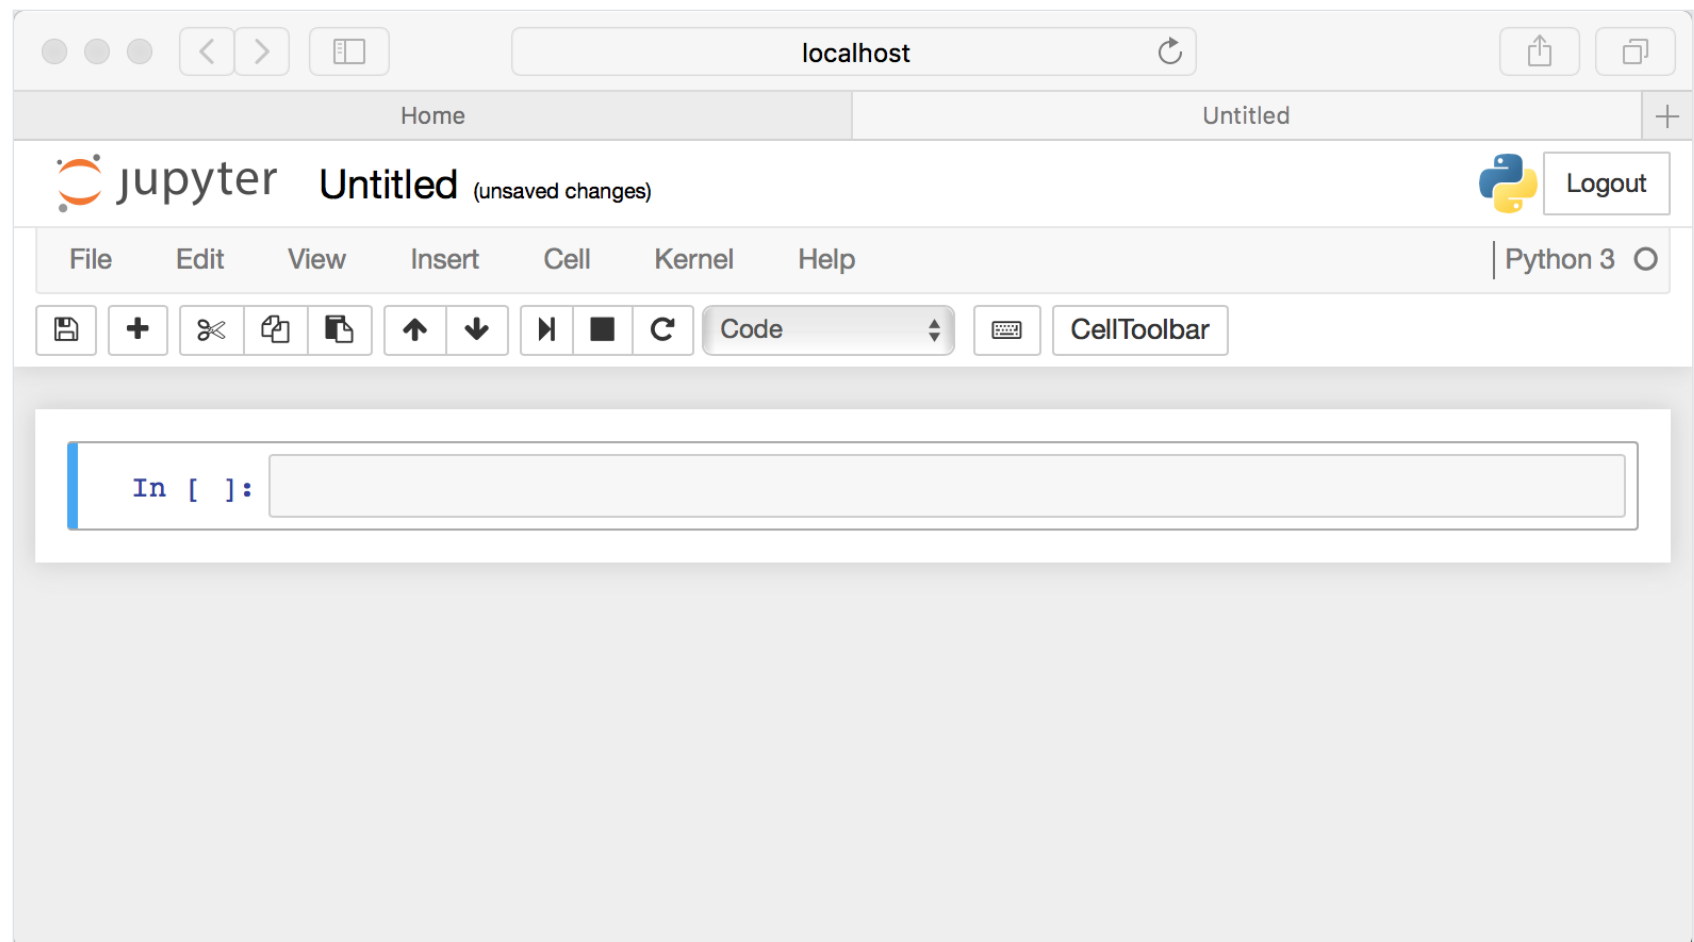 localhost
Home Untitled
jupyter Untitled (unsaved changes) Logout
File Edit View Insert Cell Kernel Help Python 3
Code CellToolbar
In [ ]: